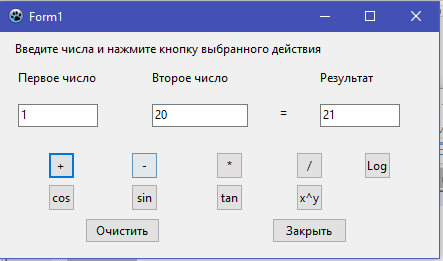 Form1
Введите числа и нажмите кнопку выбранного действия
Первое число Второе число Результат
1 20 = 21
+ - * / Log
cos sin tan x^y
Очистить Закрыть